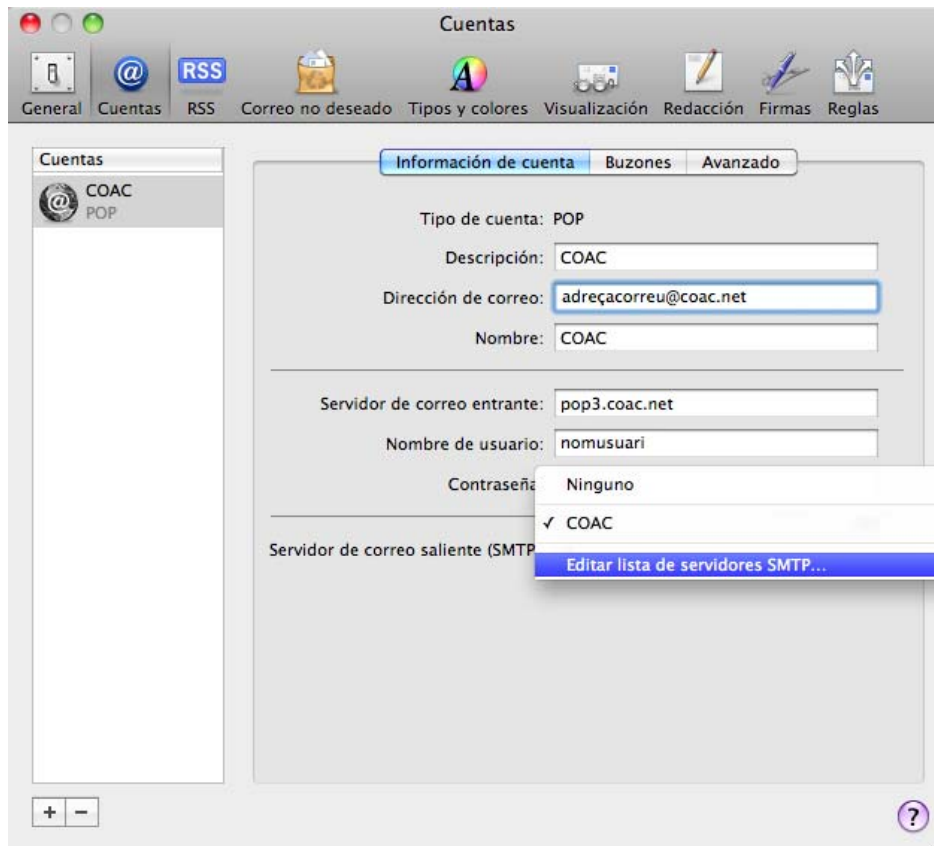 Cuentas
General Cuentas RSS Correo no deseado Tipos y colores Visualización Redacción Firmas Reglas
RSS
Cuentas
COAC
POP
Información de cuenta Buzones Avanzado
Tipo de cuenta: POP
Descripción: COAC
Dirección de correo: adreçacorreu@coac.net
Nombre: COAC
Servidor de correo entrante: pop3.coac.net
Nombre de usuario: nomusuari
Contraseña
Ninguno
✓ COAC
Servidor de correo saliente (SMTP
Editar lista de servidores SMTP...
+ −
?